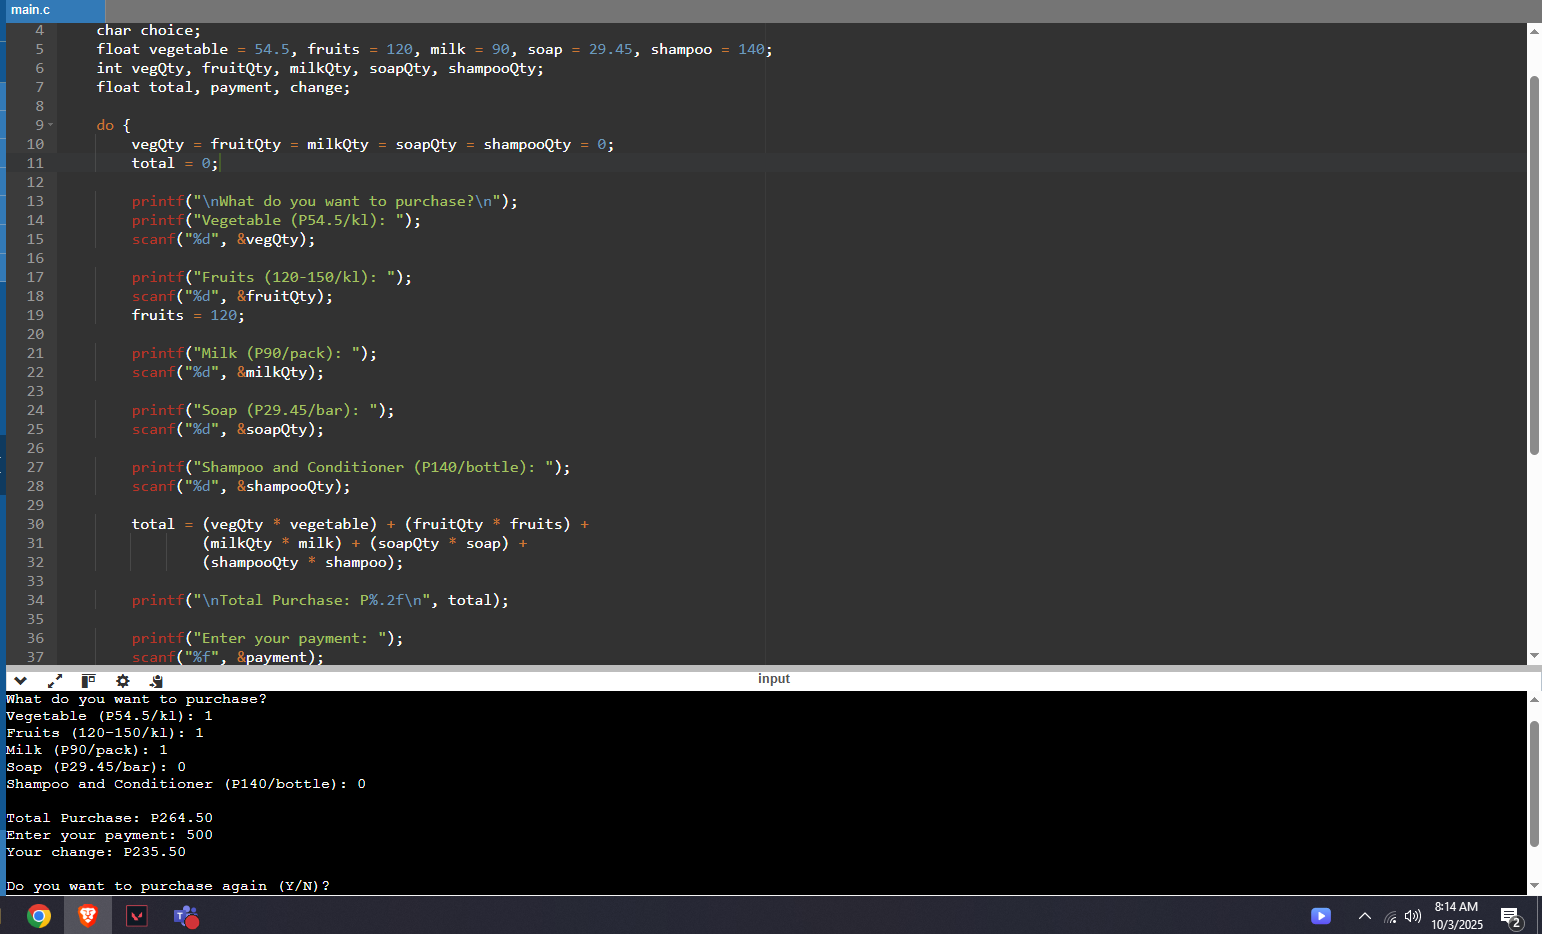 main.c
4 char choice;
5 float vegetable = 54.5, fruits = 120, milk = 90, soap = 29.45, shampoo = 140;
6 int vegQty, fruitQty, milkQty, soapQty, shampooQty;
7 float total, payment, change;
8
9 do {
10 vegQty = fruitQty = milkQty = soapQty = shampooQty = 0;
11 total = 0;
12
13 printf("\nWhat do you want to purchase?\n");
14 printf("Vegetable (P54.5/kl): ");
15 scanf("%d", &vegQty);
16
17 printf("Fruits (120-150/kl): ");
18 scanf("%d", &fruitQty);
19 fruits = 120;
20
21 printf("Milk (P90/pack): ");
22 scanf("%d", &milkQty);
23
24 printf("Soap (P29.45/bar): ");
25 scanf("%d", &soapQty);
26
27 printf("Shampoo and Conditioner (P140/bottle): ");
28 scanf("%d", &shampooQty);
29
30 total = (vegQty * vegetable) + (fruitQty * fruits) +
31 (milkQty * milk) + (soapQty * soap) +
32 (shampooQty * shampoo);
33
34 printf("\nTotal Purchase: P%.2f\n", total);
35
36 printf("Enter your payment: ");
37 scanf("%f", &payment);
input
What do you want to purchase?
Vegetable (P54.5/kl): 1
Fruits (120-150/kl): 1
Milk (P90/pack): 1
Soap (P29.45/bar): 0
Shampoo and Conditioner (P140/bottle): 0
Total Purchase: P264.50
Enter your payment: 500
Your change: P235.50
Do you want to purchase again (Y/N)?
8:14 AM
10/3/2025
2